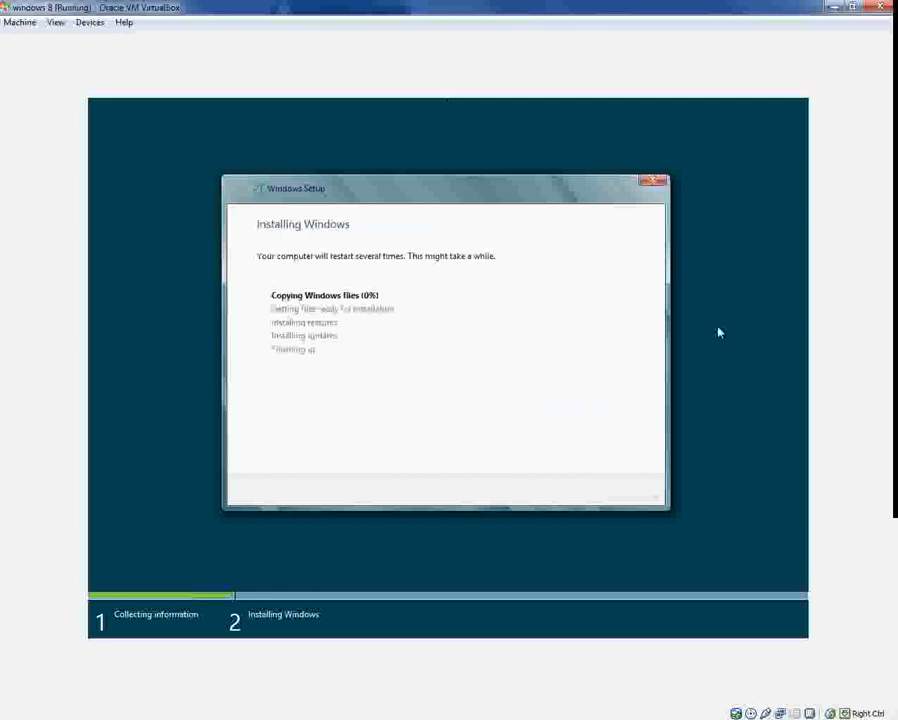 windows 8 [Running] - Oracle VM VirtualBox
Machine View Devices Help
Windows Setup
Installing Windows
Your computer will restart several times. This might take a while.
Copying Windows files (0%)
Getting files ready for installation
Installing features
Installing updates
Finishing up
1 Collecting information 2 Installing Windows
Right Ctrl